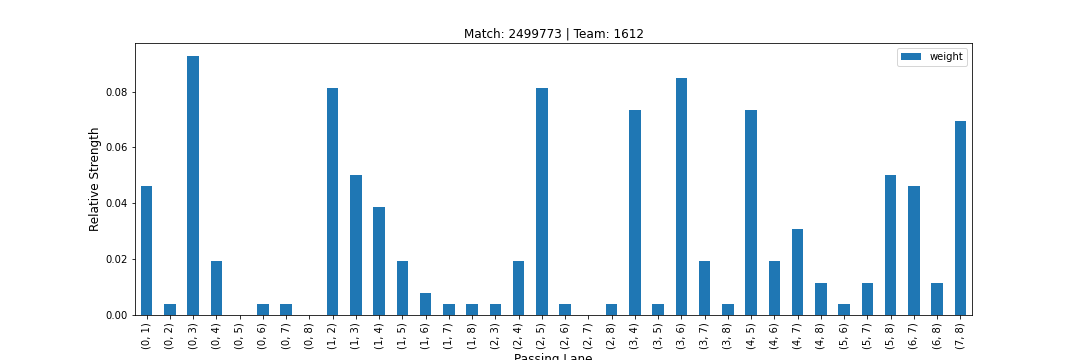 Match: 2499773 | Team: 1612
weight
Relative Strength
0.08
0.06
0.04
0.02
0.00
(0, 1) (0, 2) (0, 3) (0, 4) (0, 5) (0, 6) (0, 7) (0, 8) (1, 2) (1, 3) (1, 4) (1, 5) (1, 6) (1, 7) (1, 8) (2, 3) (2, 4) (2, 5) (2, 6) (2, 7) (2, 8) (3, 4) (3, 5) (3, 6) (3, 7) (3, 8) (4, 5) (4, 6) (4, 7) (4, 8) (5, 6) (5, 7) (5, 8) (6, 7) (6, 8) (7, 8)
Passing Lane